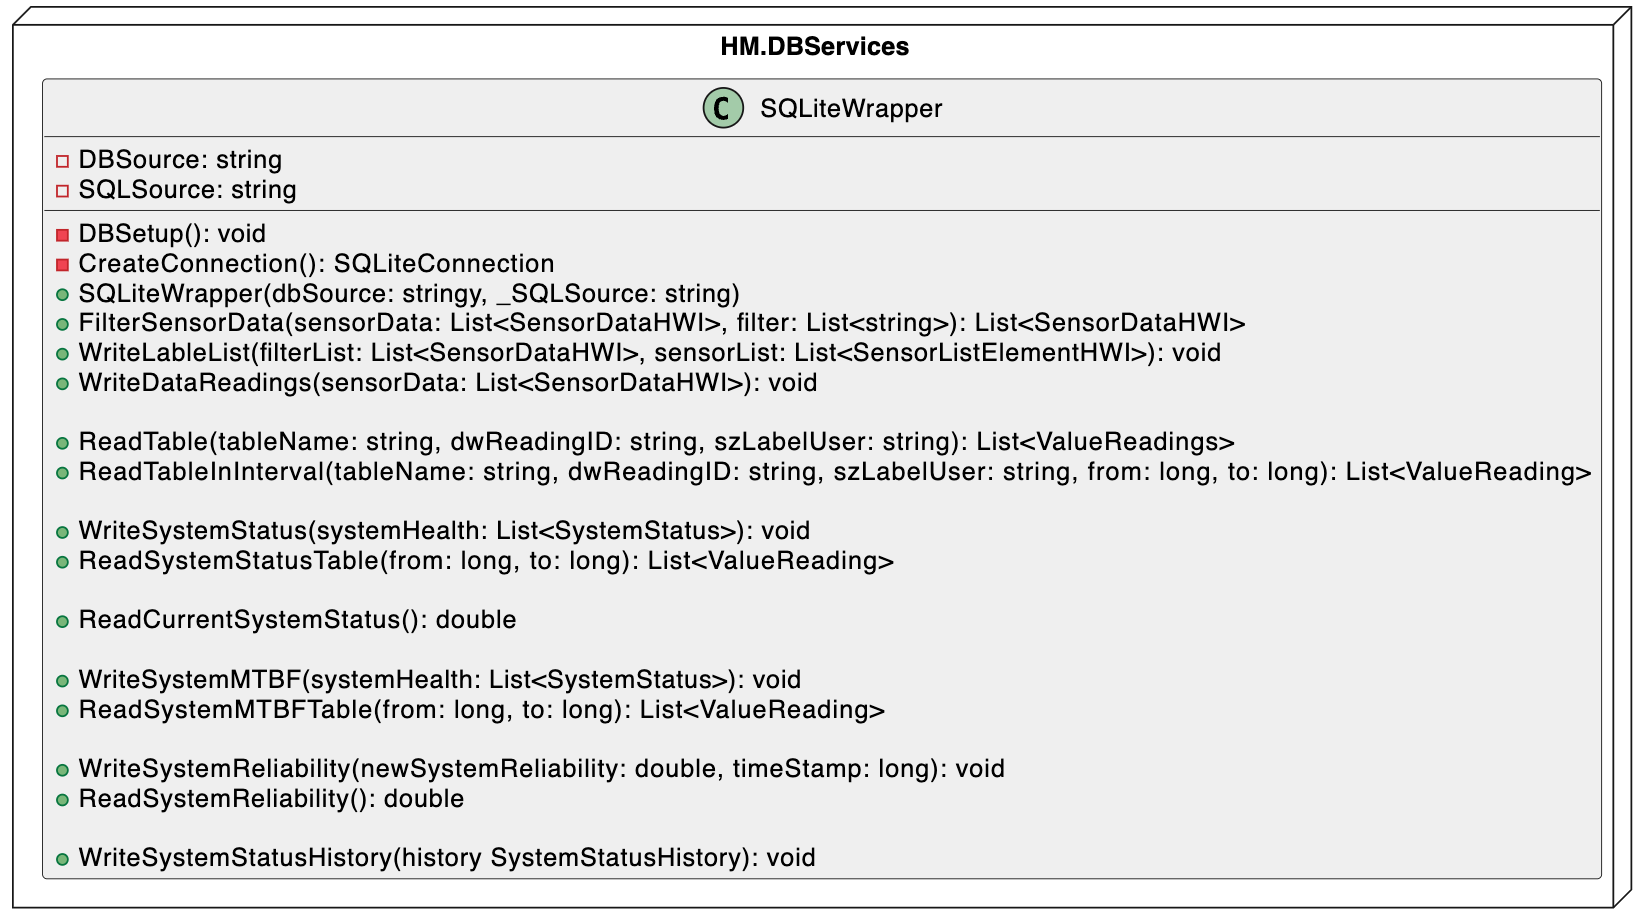 HM.DBServices
C SQLiteWrapper
DBSource: string
SQLSource: string
DBSetup(): void
CreateConnection(): SQLiteConnection
SQLiteWrapper(dbSource: stringy, _SQLSource: string)
FilterSensorData(sensorData: List<SensorDataHWI>, filter: List<string>): List<SensorDataHWI>
WriteLableList(filterList: List<SensorDataHWI>, sensorList: List<SensorListElementHWI>): void
WriteDataReadings(sensorData: List<SensorDataHWI>): void
ReadTable(tableName: string, dwReadingID: string, szLabelUser: string): List<ValueReadings>
ReadTableInInterval(tableName: string, dwReadingID: string, szLabelUser: string, from: long, to: long): List<ValueReading>
WriteSystemStatus(systemHealth: List<SystemStatus>): void
ReadSystemStatusTable(from: long, to: long): List<ValueReading>
ReadCurrentSystemStatus(): double
WriteSystemMTBF(systemHealth: List<SystemStatus>): void
ReadSystemMTBFTable(from: long, to: long): List<ValueReading>
WriteSystemReliability(newSystemReliability: double, timeStamp: long): void
ReadSystemReliability(): double
WriteSystemStatusHistory(history SystemStatusHistory): void